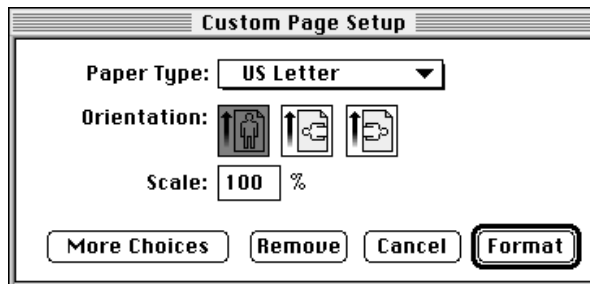 Custom Page Setup
Paper Type: US Letter
Orientation:
Scale: 100 %
More Choices Remove Cancel Format